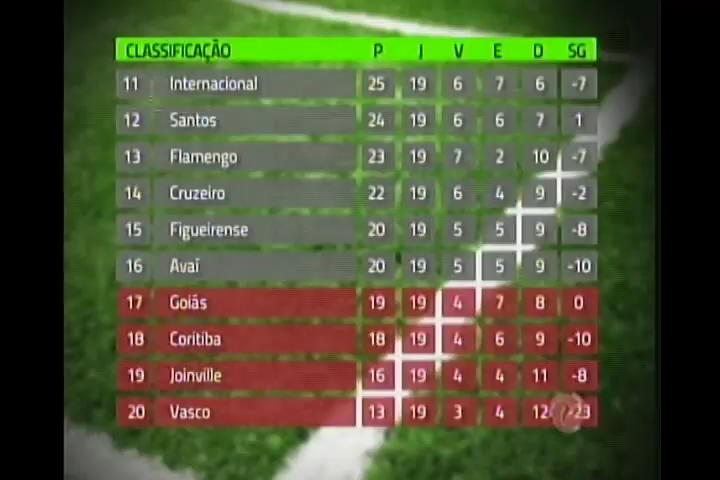 CLASSIFICAÇÃO P J V E D SG
11 Internacional 25 19 6 7 6 -7
12 Santos 24 19 6 6 7 1
13 Flamengo 23 19 7 2 10 -7
14 Cruzeiro 22 19 6 4 9 -2
15 Figueirense 20 19 5 5 9 -8
16 Avaí 20 19 5 5 9 -10
17 Goiás 19 19 4 7 8 0
18 Coritiba 18 19 4 6 9 -10
19 Joinville 16 19 4 4 11 -8
20 Vasco 13 19 3 4 12 -23